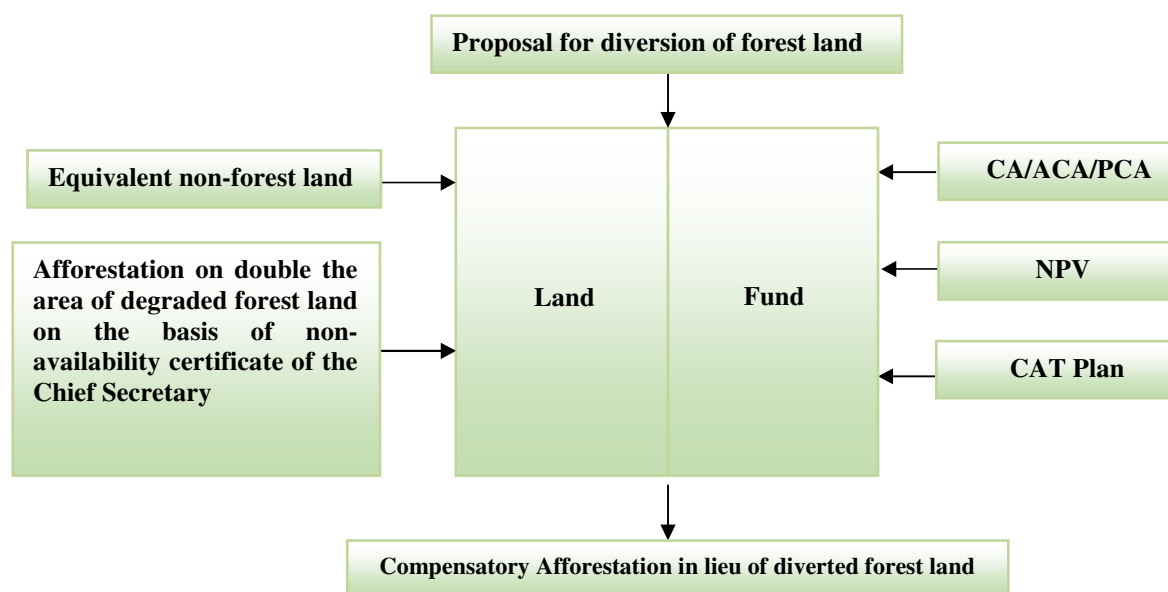 Proposal for diversion of forest land
Equivalent non-forest land
Afforestation on double the
area of degraded forest land
on the basis of non-
availability certificate of the
Chief Secretary
Land
Fund
CA/ACA/PCA
NPV
CAT Plan
Compensatory Afforestation in lieu of diverted forest land